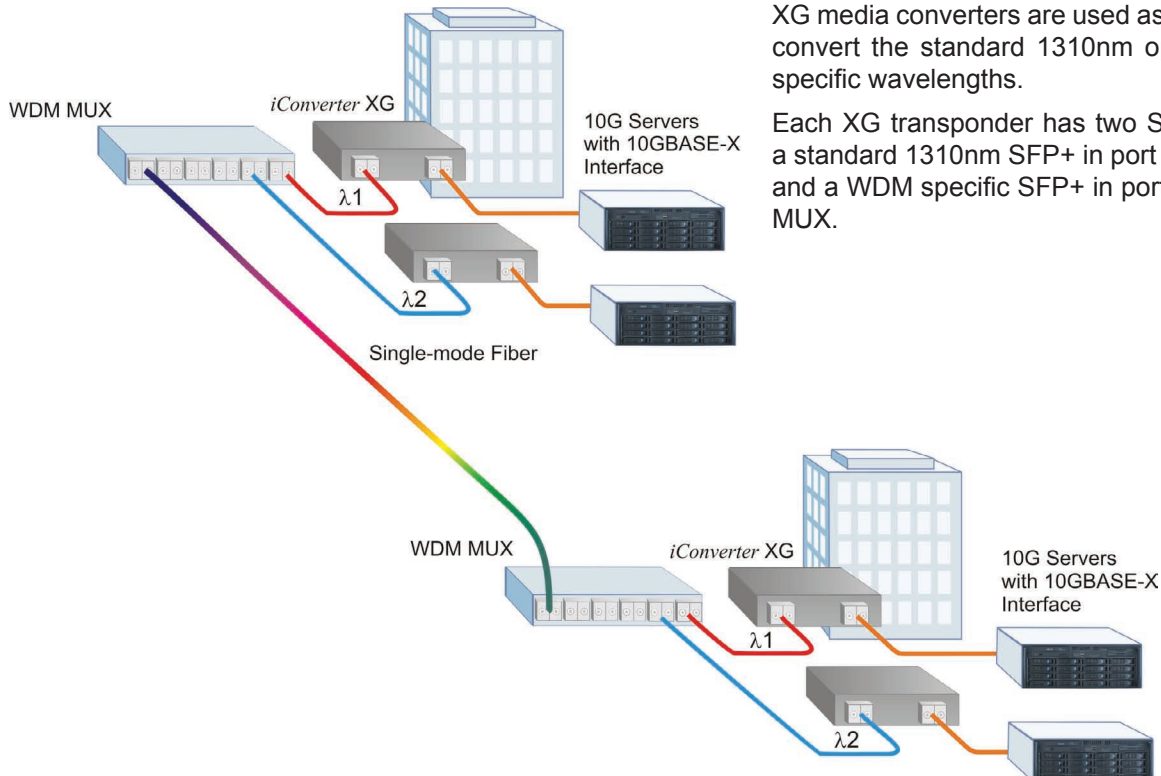 XG media converters are used as
convert the standard 1310nm o
specific wavelengths.
Each XG transponder has two S
a standard 1310nm SFP+ in port
and a WDM specific SFP+ in por
MUX.
WDM MUX
iConverter XG
10G Servers
with 10GBASE-X
Interface
λ1
λ2
Single-mode Fiber
WDM MUX
iConverter XG
10G Servers
with 10GBASE-X
Interface
λ1
λ2